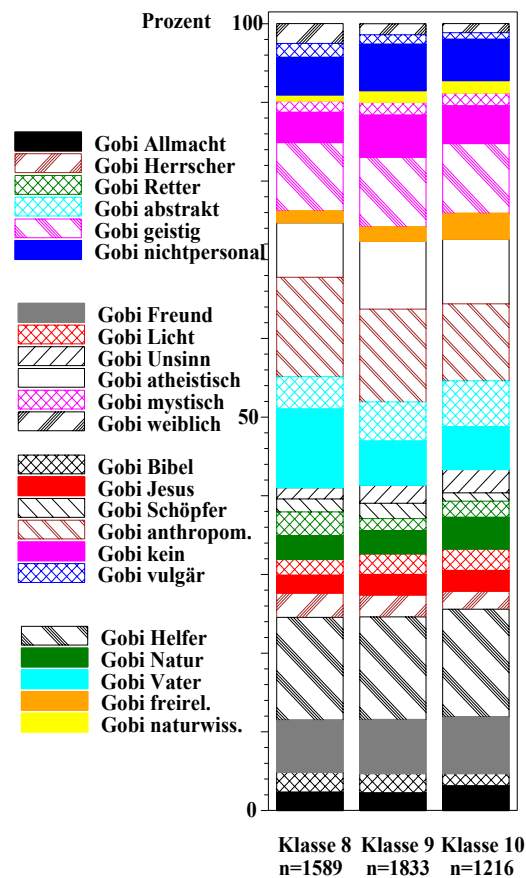 Prozent
100
Gobi Allmacht
Gobi Herrscher
Gobi Retter
Gobi abstrakt
Gobi geistig
Gobi nichtpersonal
Gobi Freund
Gobi Licht
Gobi Unsinn
Gobi atheistisch
Gobi mystisch
Gobi weiblich
50
Gobi Bibel
Gobi Jesus
Gobi Schöpfer
Gobi anthropom.
Gobi kein
Gobi vulgär
Gobi Helfer
Gobi Natur
Gobi Vater
Gobi freirel.
Gobi naturwiss.
0
Klasse 8 Klasse 9 Klasse 10
n=1589 n=1833 n=1216